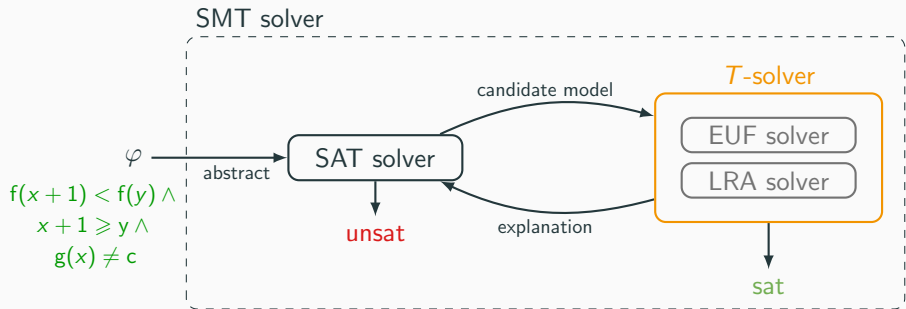 SMT solver
T-solver
candidate model
EUF solver
φ
abstract
SAT solver
LRA solver
f(x + 1) < f(y) ∧
x + 1 ⩾ y ∧
g(x) ≠ c
unsat
explanation
sat